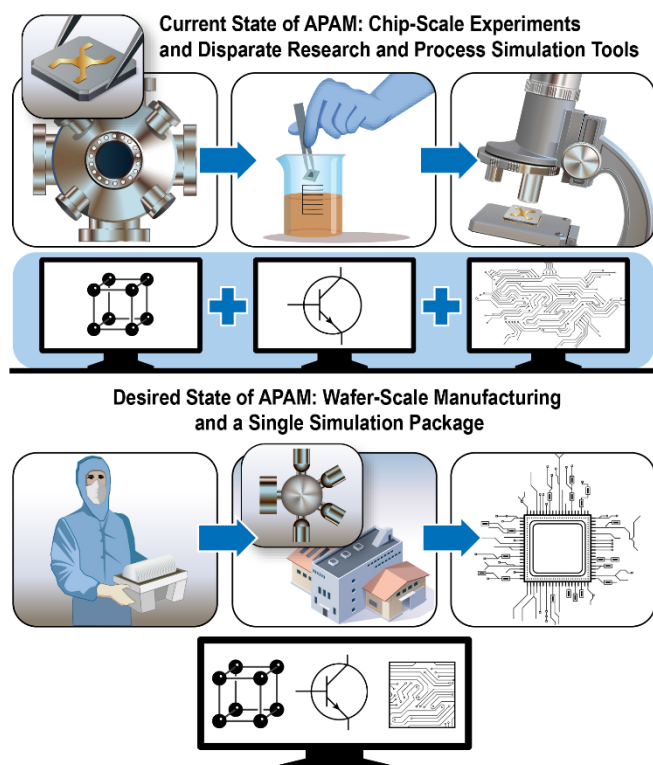 Current State of APAM: Chip-Scale Experiments
and Disparate Research and Process Simulation Tools
Desired State of APAM: Wafer-Scale Manufacturing
and a Single Simulation Package